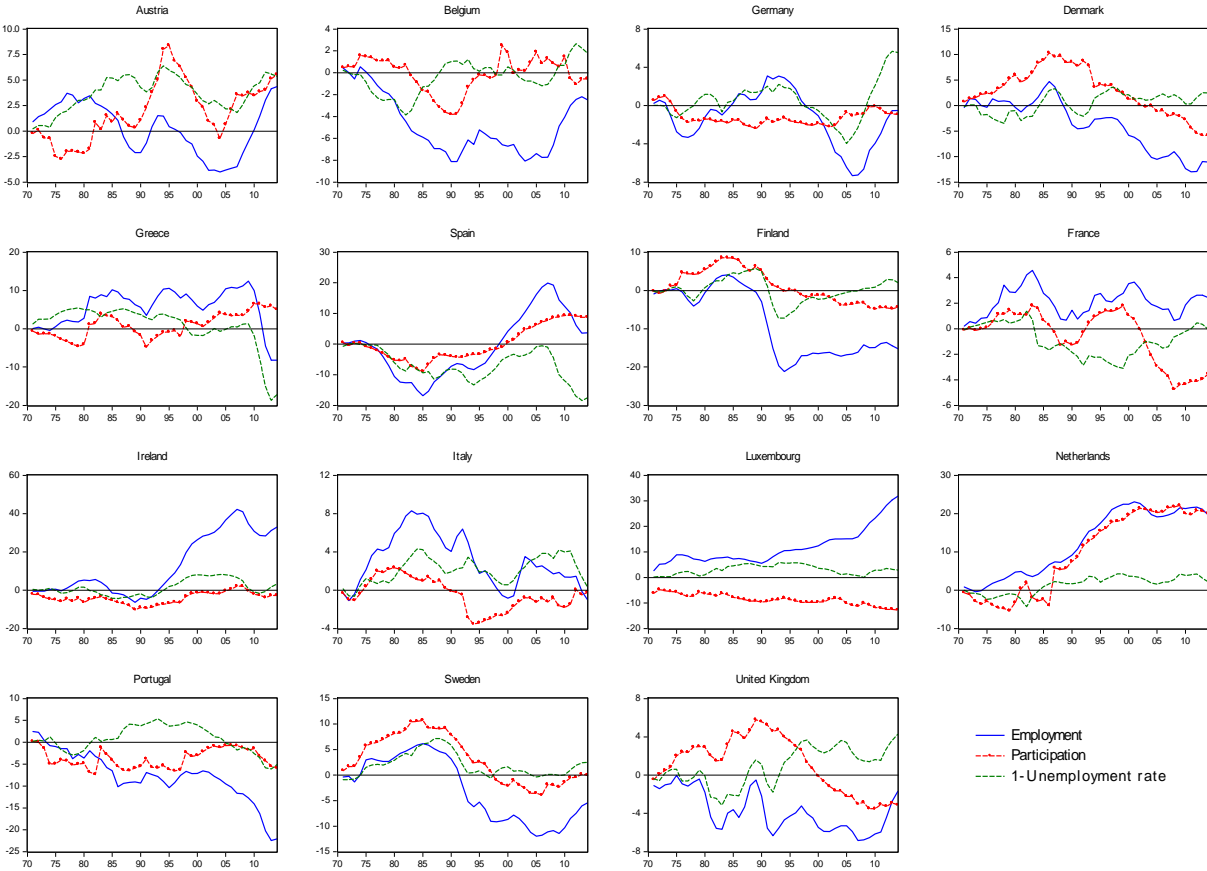 Austria
10.0
7.5
5.0
2.5
0.0
-2.5
-5.0
70 75 80 85 90 95 00 05 10
Belgium
4
2
0
-2
-4
-6
-8
-10
70 75 80 85 90 95 00 05 10
Germany
8
4
0
-4
-8
70 75 80 85 90 95 00 05 10
Denmark
15
10
5
0
-5
-10
-15
70 75 80 85 90 95 00 05 10
Greece
20
10
0
-10
-20
70 75 80 85 90 95 00 05 10
Spain
30
20
10
0
-10
-20
70 75 80 85 90 95 00 05 10
Finland
10
0
-10
-20
-30
70 75 80 85 90 95 00 05 10
France
6
4
2
0
-2
-4
-6
70 75 80 85 90 95 00 05 10
Ireland
60
40
20
0
-20
70 75 80 85 90 95 00 05 10
Italy
12
8
4
0
-4
70 75 80 85 90 95 00 05 10
Luxembourg
40
30
20
10
0
-10
-20
70 75 80 85 90 95 00 05 10
Netherlands
30
20
10
0
-10
70 75 80 85 90 95 00 05 10
Portugal
10
5
0
-5
-10
-15
-20
-25
70 75 80 85 90 95 00 05 10
Sweden
15
10
5
0
-5
-10
-15
70 75 80 85 90 95 00 05 10
United Kingdom
8
4
0
-4
-8
70 75 80 85 90 95 00 05 10
Employment
Participation
1-Unemployment rate